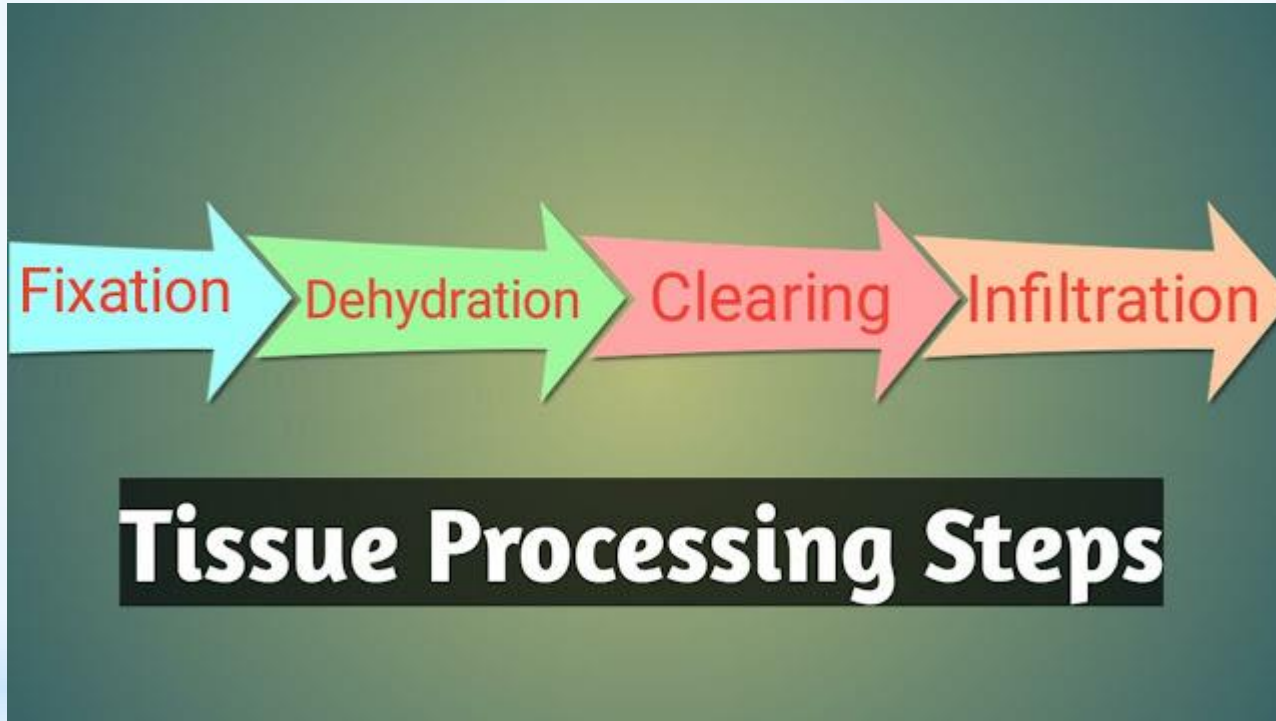 Fixation Dehydration Clearing Infiltration
Tissue Processing Steps